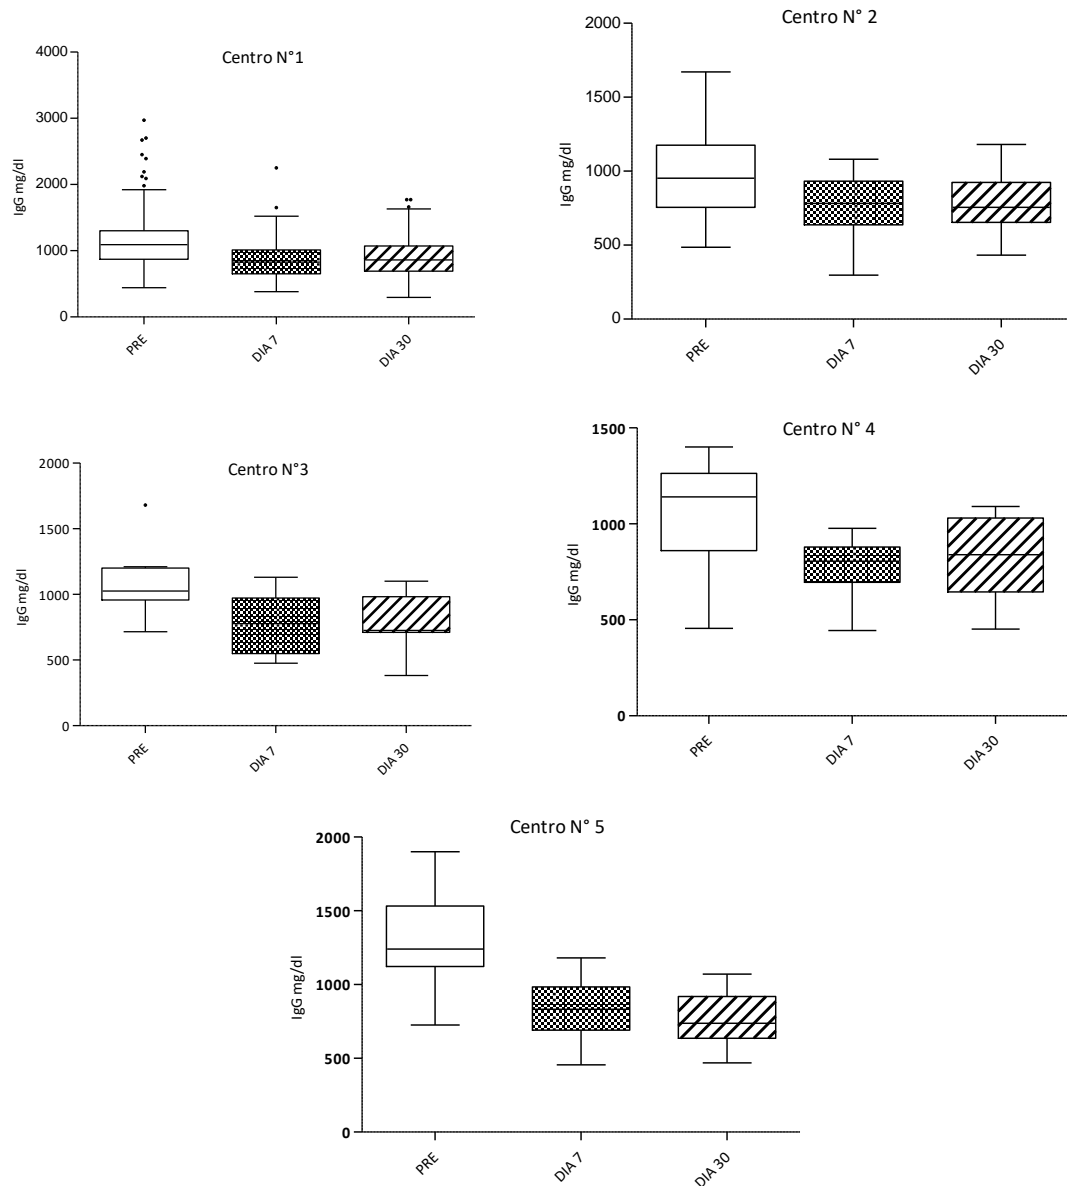 Centro N°1
4000
3000
2000
1000
0
IgG mg/dl
PRE
DIA 7
DIA 30
Centro N° 2
2000
1500
1000
500
0
IgG mg/dl
PRE
DIA 7
DIA 30
Centro N°3
2000
1500
1000
500
0
IgG mg/dl
PRE
DIA 7
DIA 30
Centro N° 4
1500
1000
500
0
IgG mg/dl
PRE
DIA 7
DIA 30
Centro N° 5
2000
1500
1000
500
0
IgG mg/dl
PRE
DIA 7
DIA 30